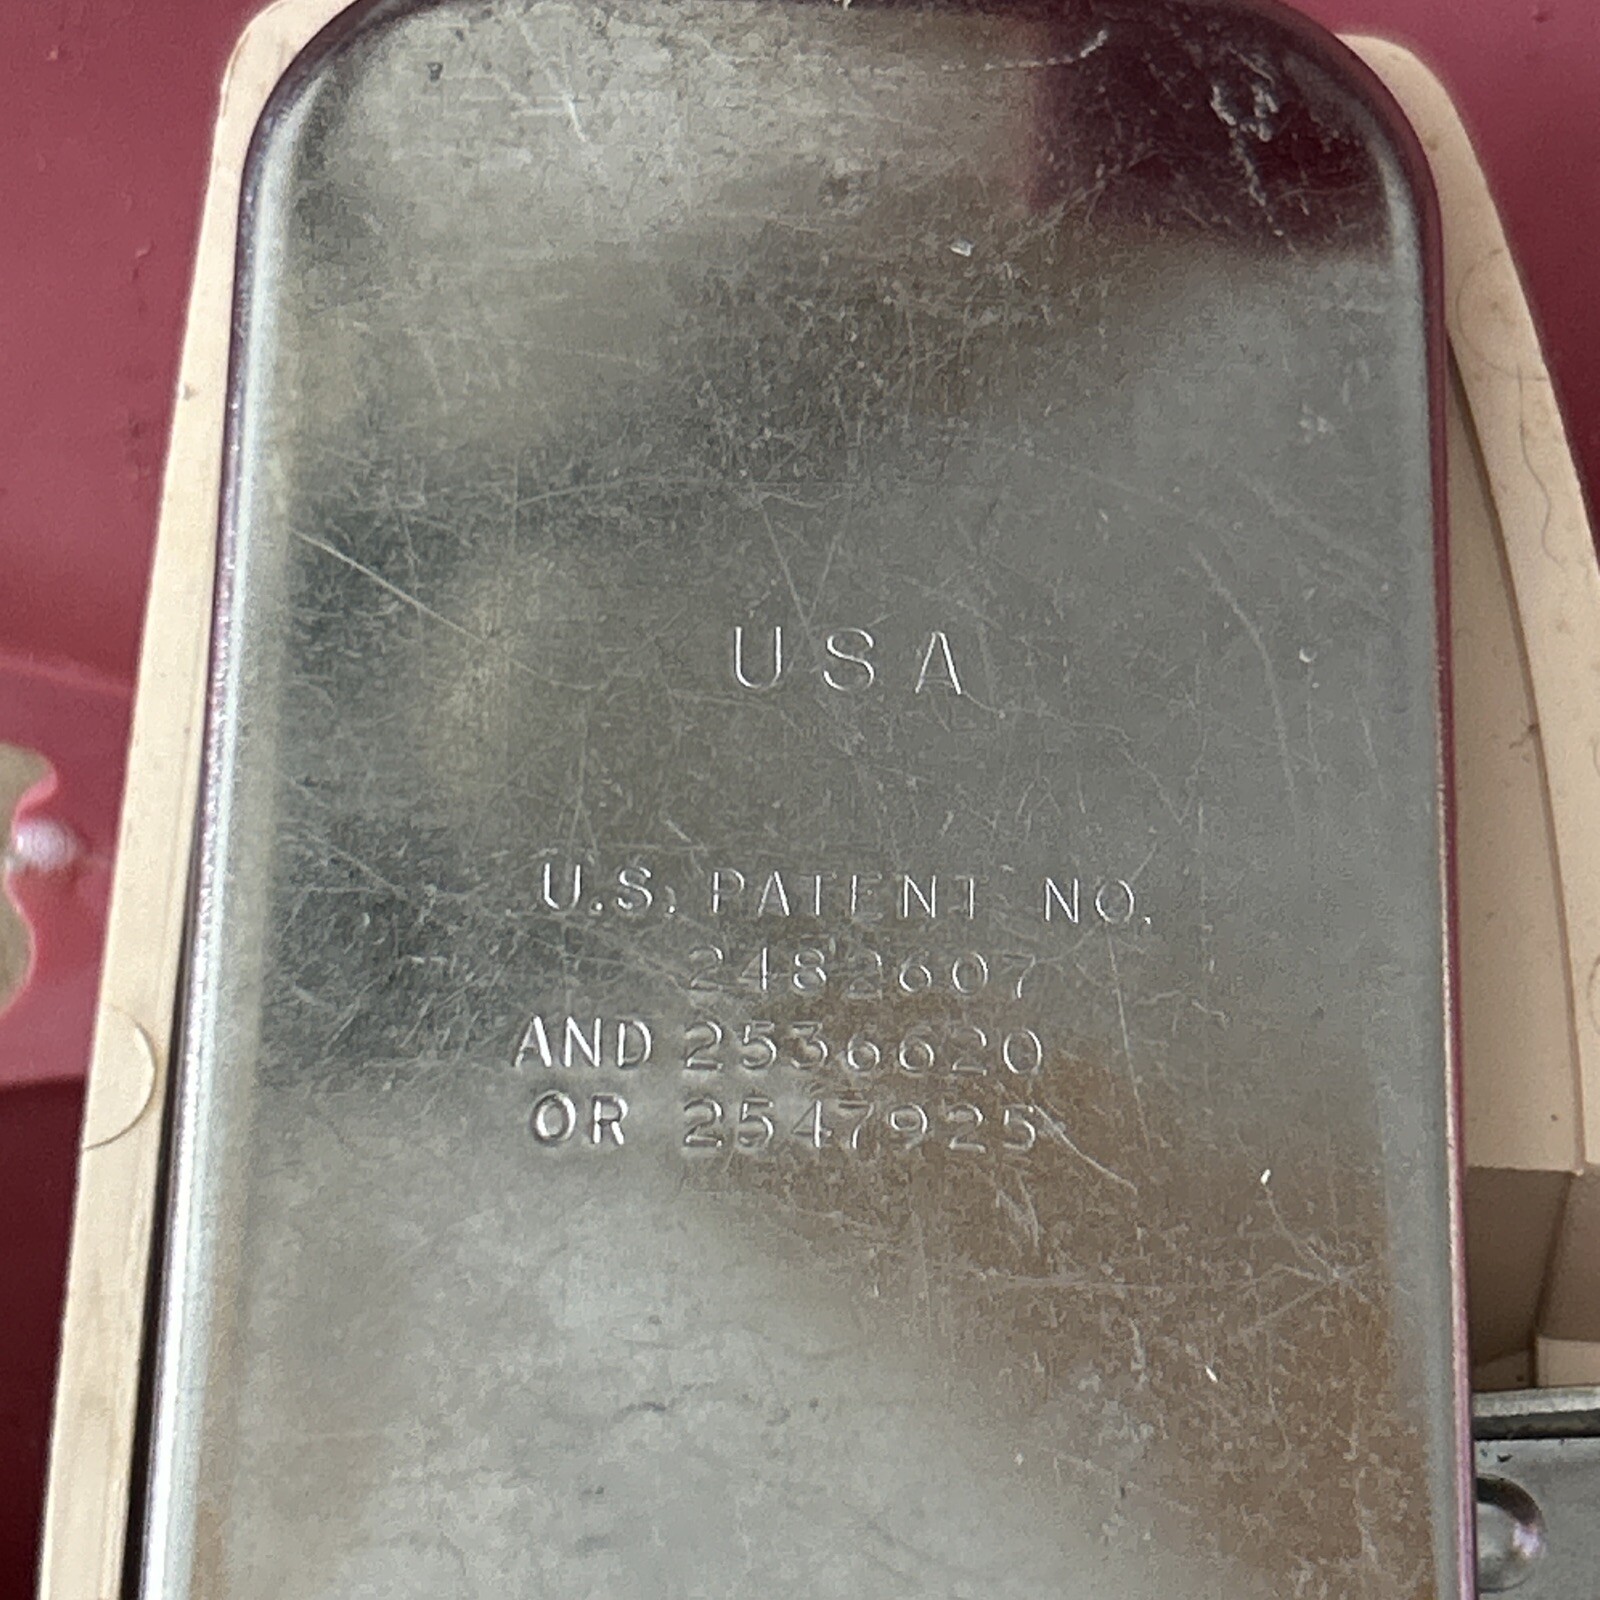 USA
U.S. PATENT NO.
2482607
AND 2536620
OR 2547925